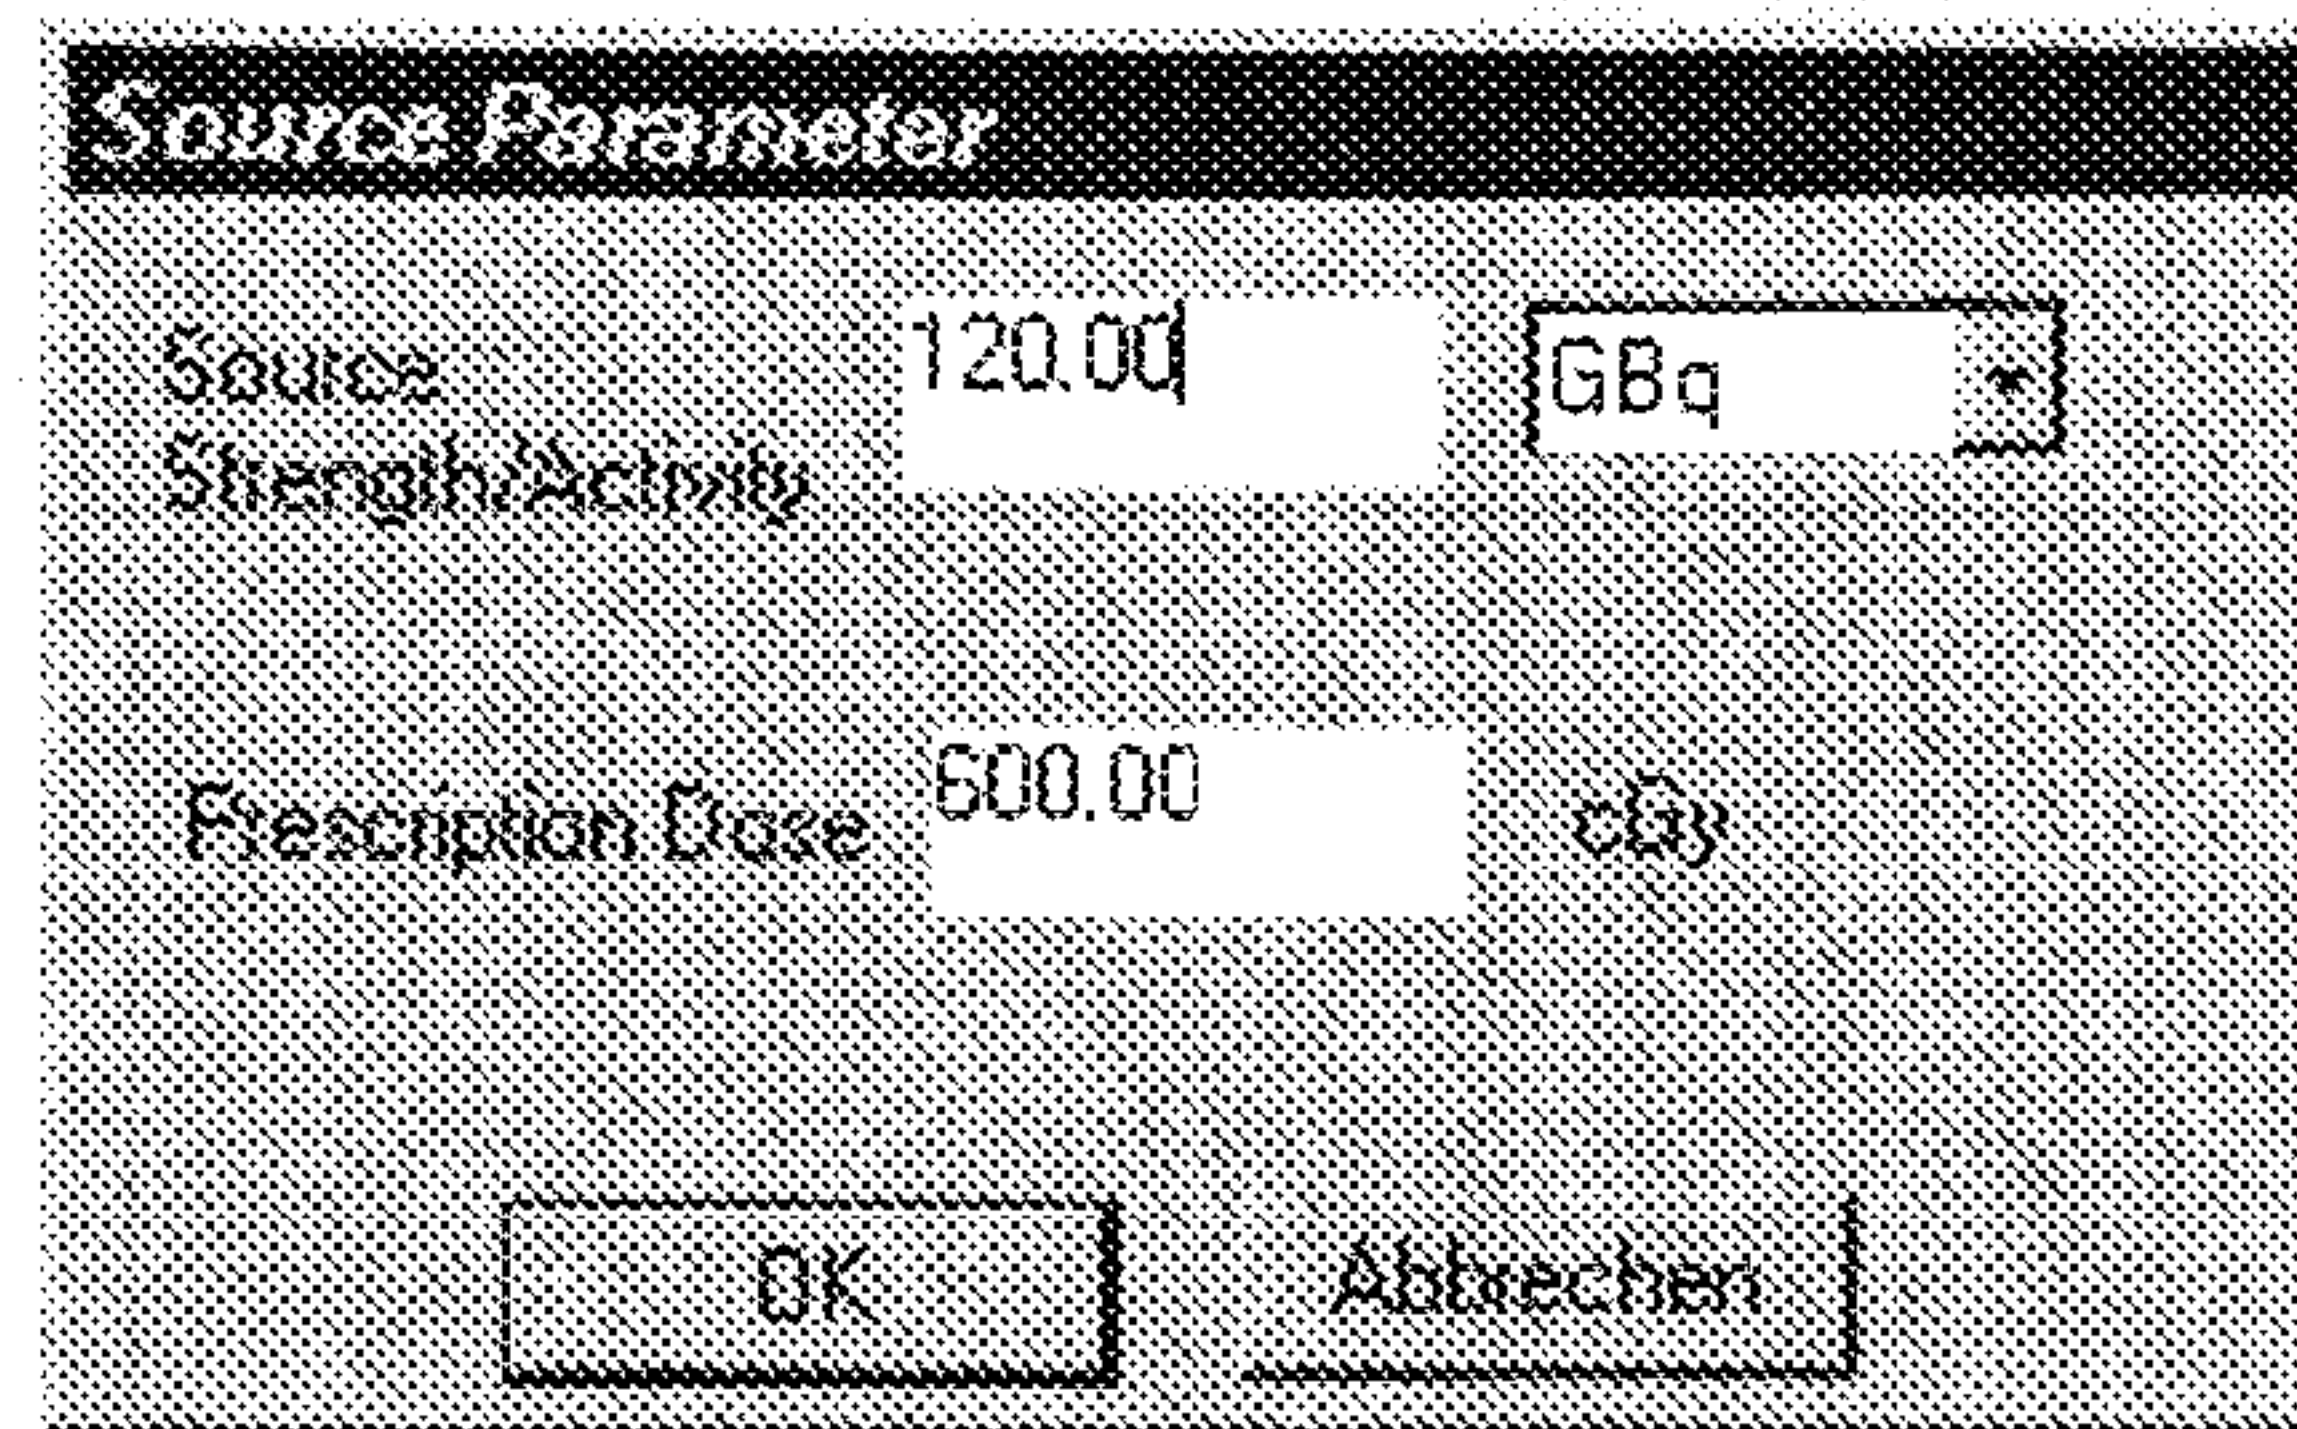 Source Parameter
Source 120.00 GBq
Strength/Activity
Prescription Dose 600.00 cGy
OK Abbrechen